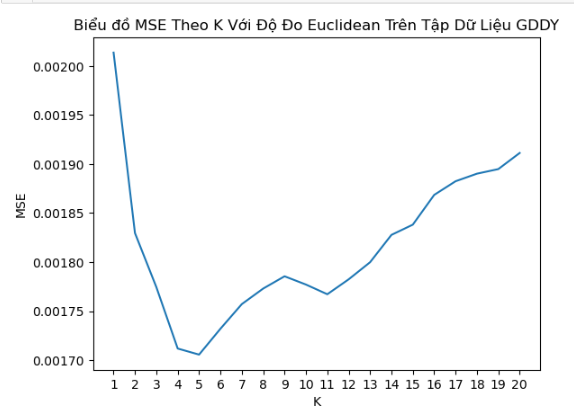 Biểu đồ MSE Theo K Với Độ Đo Euclidean Trên Tập Dữ Liệu GDDY
0.00200
0.00195
0.00190
0.00185
0.00180
0.00175
0.00170
MSE
1 2 3 4 5 6 7 8 9 10 11 12 13 14 15 16 17 18 19 20
K